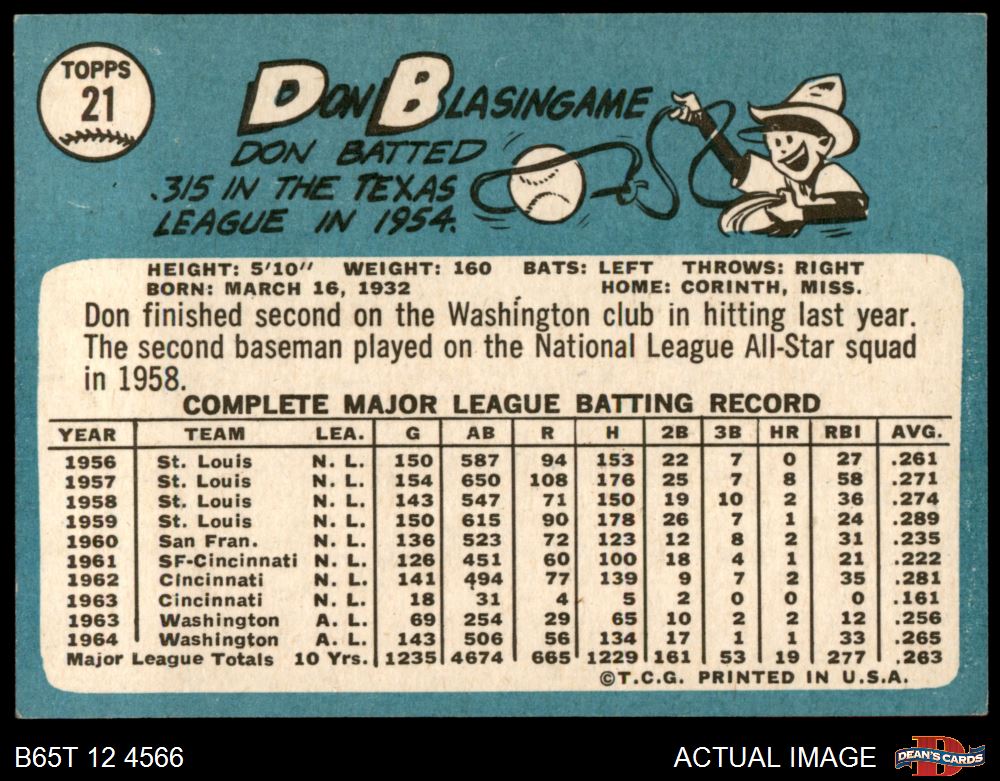 TOPPS
21
DON BLASINGAME
DON BATTED
.315 IN THE TEXAS
LEAGUE IN 1954.
HEIGHT: 5'10" WEIGHT: 160 BATS: LEFT THROWS: RIGHT
BORN: MARCH 16, 1932 HOME: CORINTH, MISS.
Don finished second on the Washington club in hitting last year.
The second baseman played on the National League All-Star squad
in 1958.
COMPLETE MAJOR LEAGUE BATTING RECORD
YEAR TEAM LEA. G AB R H 2B 3B HR RBI AVG.
1956 St. Louis N. L. 150 587 94 153 22 7 0 27 .261
1957 St. Louis N. L. 154 650 108 176 25 7 8 58 .271
1958 St. Louis N. L. 143 547 71 150 19 10 2 36 .274
1959 St. Louis N. L. 150 615 90 178 26 7 1 24 .289
1960 San Fran. N. L. 136 523 72 123 12 8 2 31 .235
1961 SF-Cincinnati N. L. 126 451 60 100 18 4 1 21 .222
1962 Cincinnati N. L. 141 494 77 139 9 7 2 35 .281
1963 Cincinnati N. L. 18 31 4 5 2 0 0 0 .161
1963 Washington A. L. 69 254 29 65 10 2 2 12 .256
1964 Washington A. L. 143 506 56 134 17 1 1 33 .265
Major League Totals 10 Yrs. 1235 4674 665 1229 161 53 19 277 .263
©T.C.G. PRINTED IN U.S.A.
B65T 12 4566 ACTUAL IMAGE DEAN'S CARDS